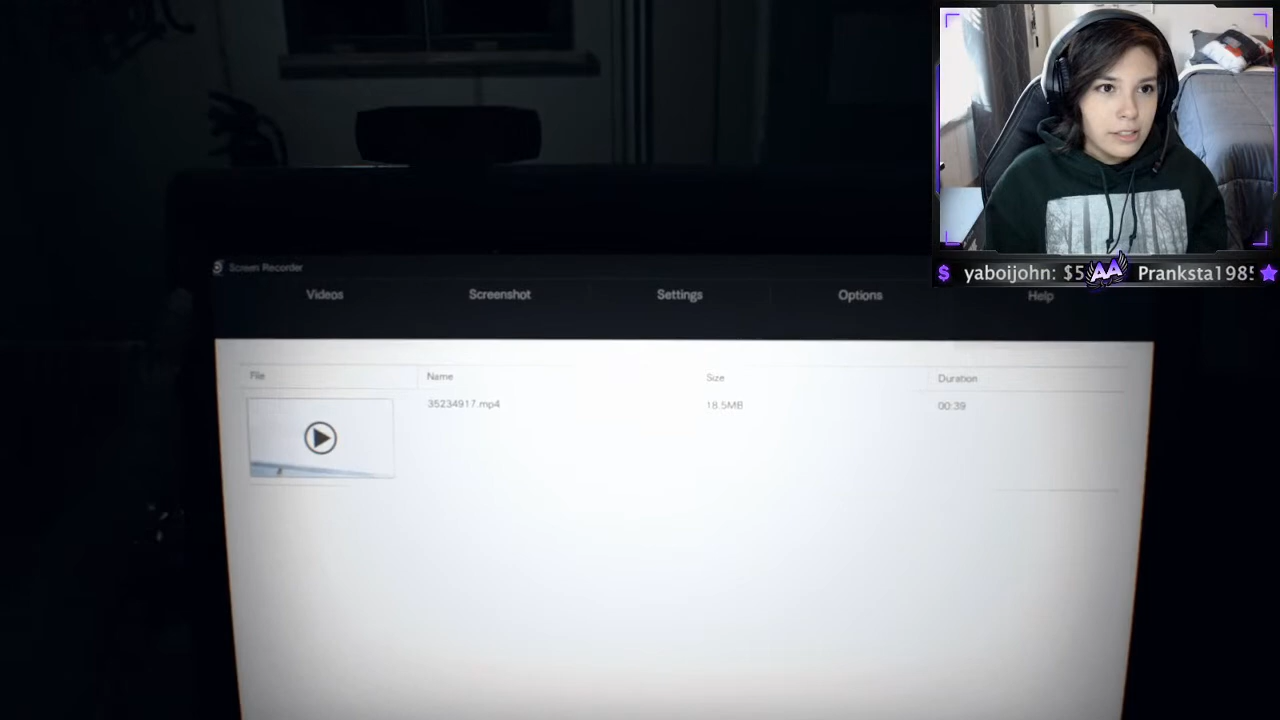 yaboijohn: $5
AA
Pranksta1985
Screen Recorder
Videos
Screenshot
Settings
Options
Help
File
Name
Size
Duration
35234917.mp4
18.5MB
00:39